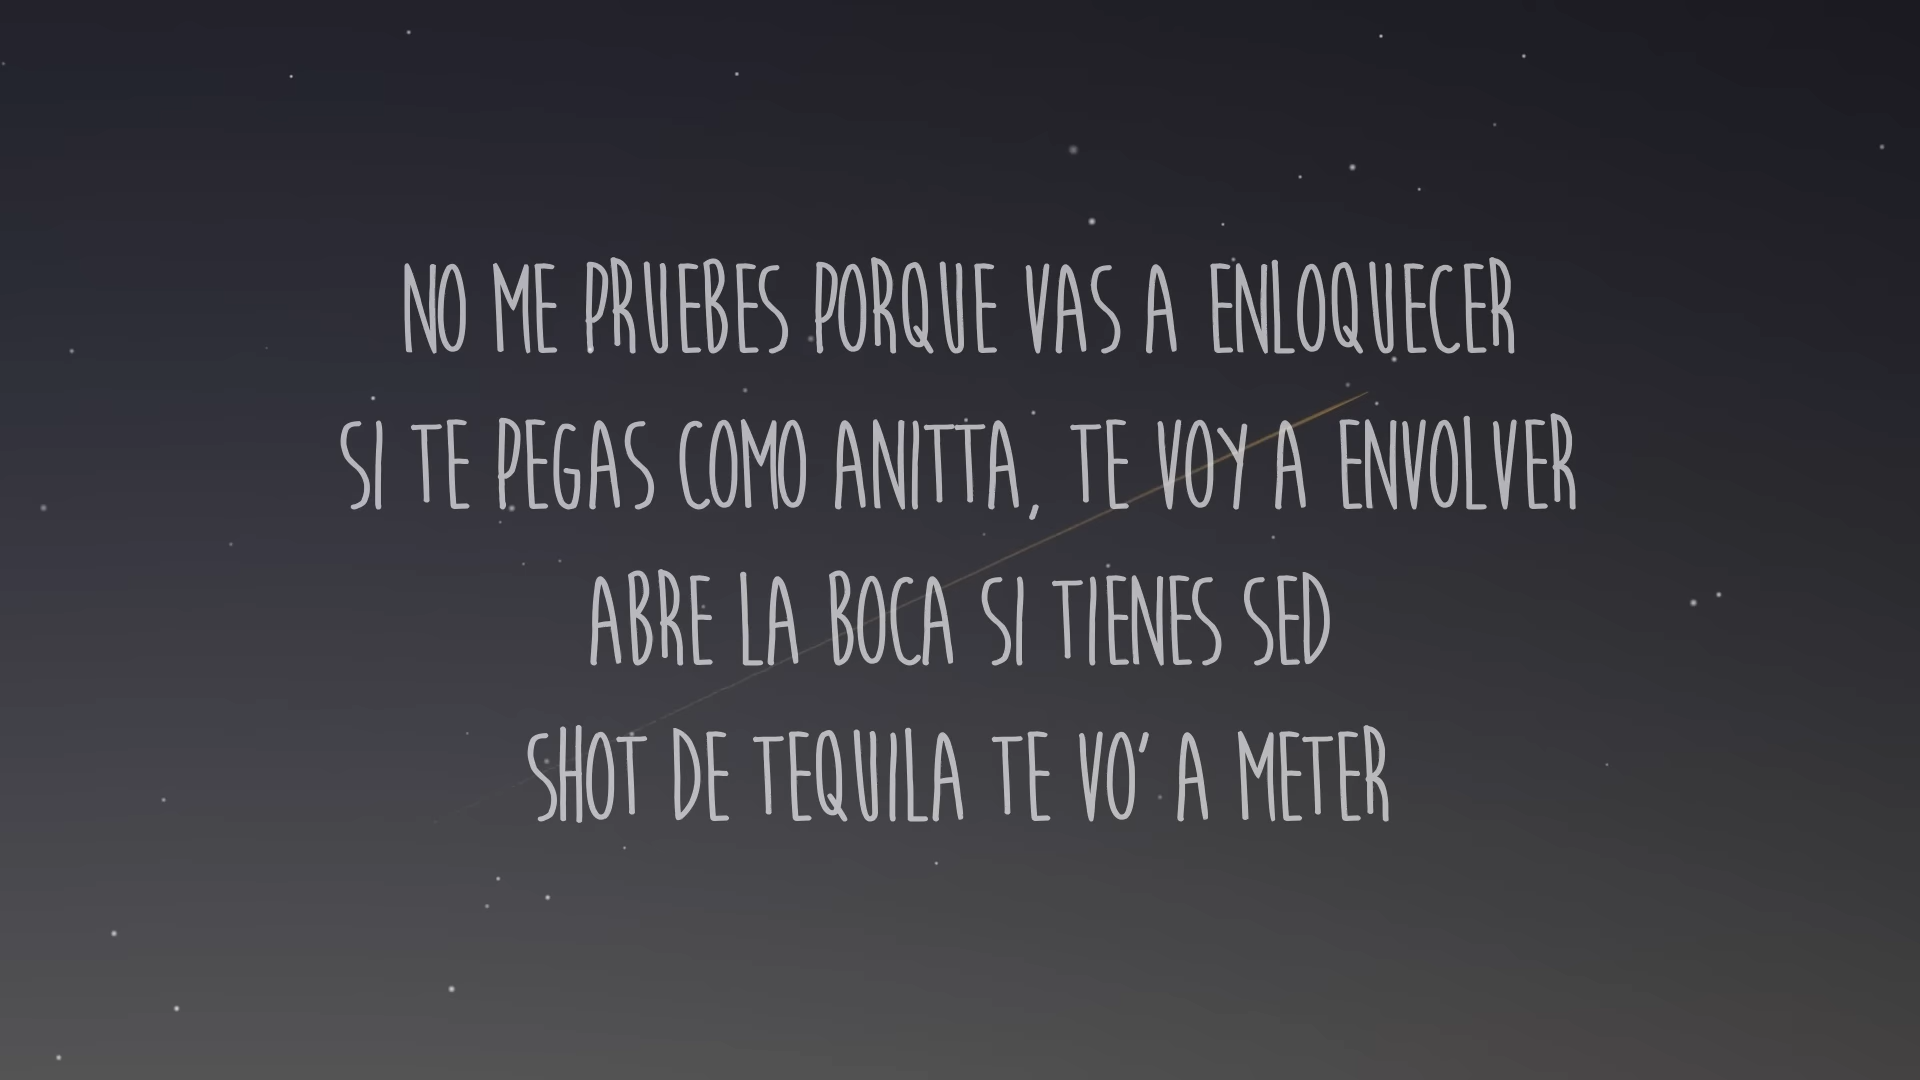 NO ME PRUEBES PORQUE VAS A ENLOQUECER
SI TE PEGAS COMO ANITTA, TE VOY A ENVOLVER
ABRE LA BOCA SI TIENES SED
SHOT DE TEQUILA TE VO' A METER